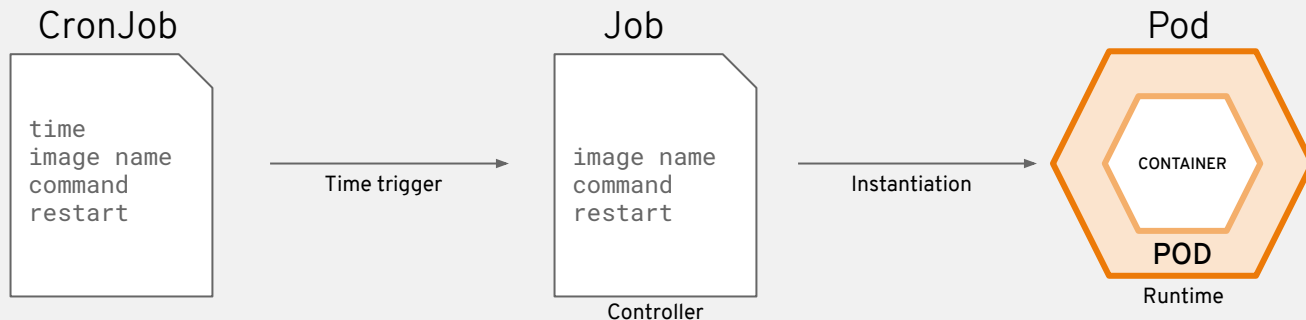 CronJob
time
image name
command
restart
Time trigger
Job
image name
command
restart
Controller
Instantiation
Pod
CONTAINER
POD
Runtime